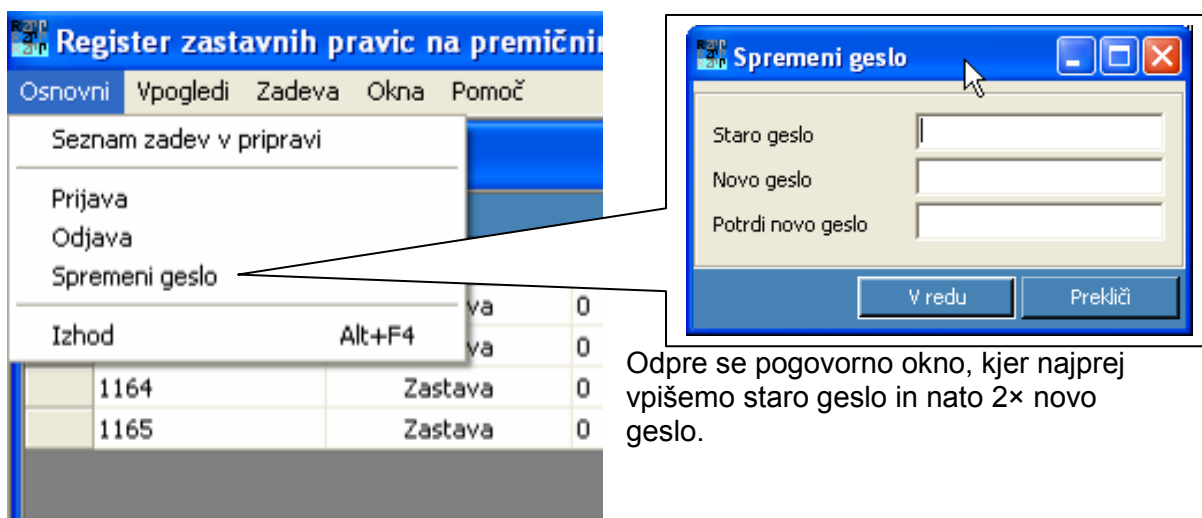 Register zastavnih pravic na premični
Osnovni Vpogledi Zadeva Okna Pomoč
Seznam zadev v pripravi
Prijava
Odjava
Spremeni geslo
Izhod Alt+F4
va 0
va 0
1164 Zastava 0
1165 Zastava 0
Spremeni geslo
Staro geslo
Novo geslo
Potrdi novo geslo
V redu Prekliči
Odpre se pogovorno okno, kjer najprej
vpišemo staro geslo in nato 2× novo
geslo.